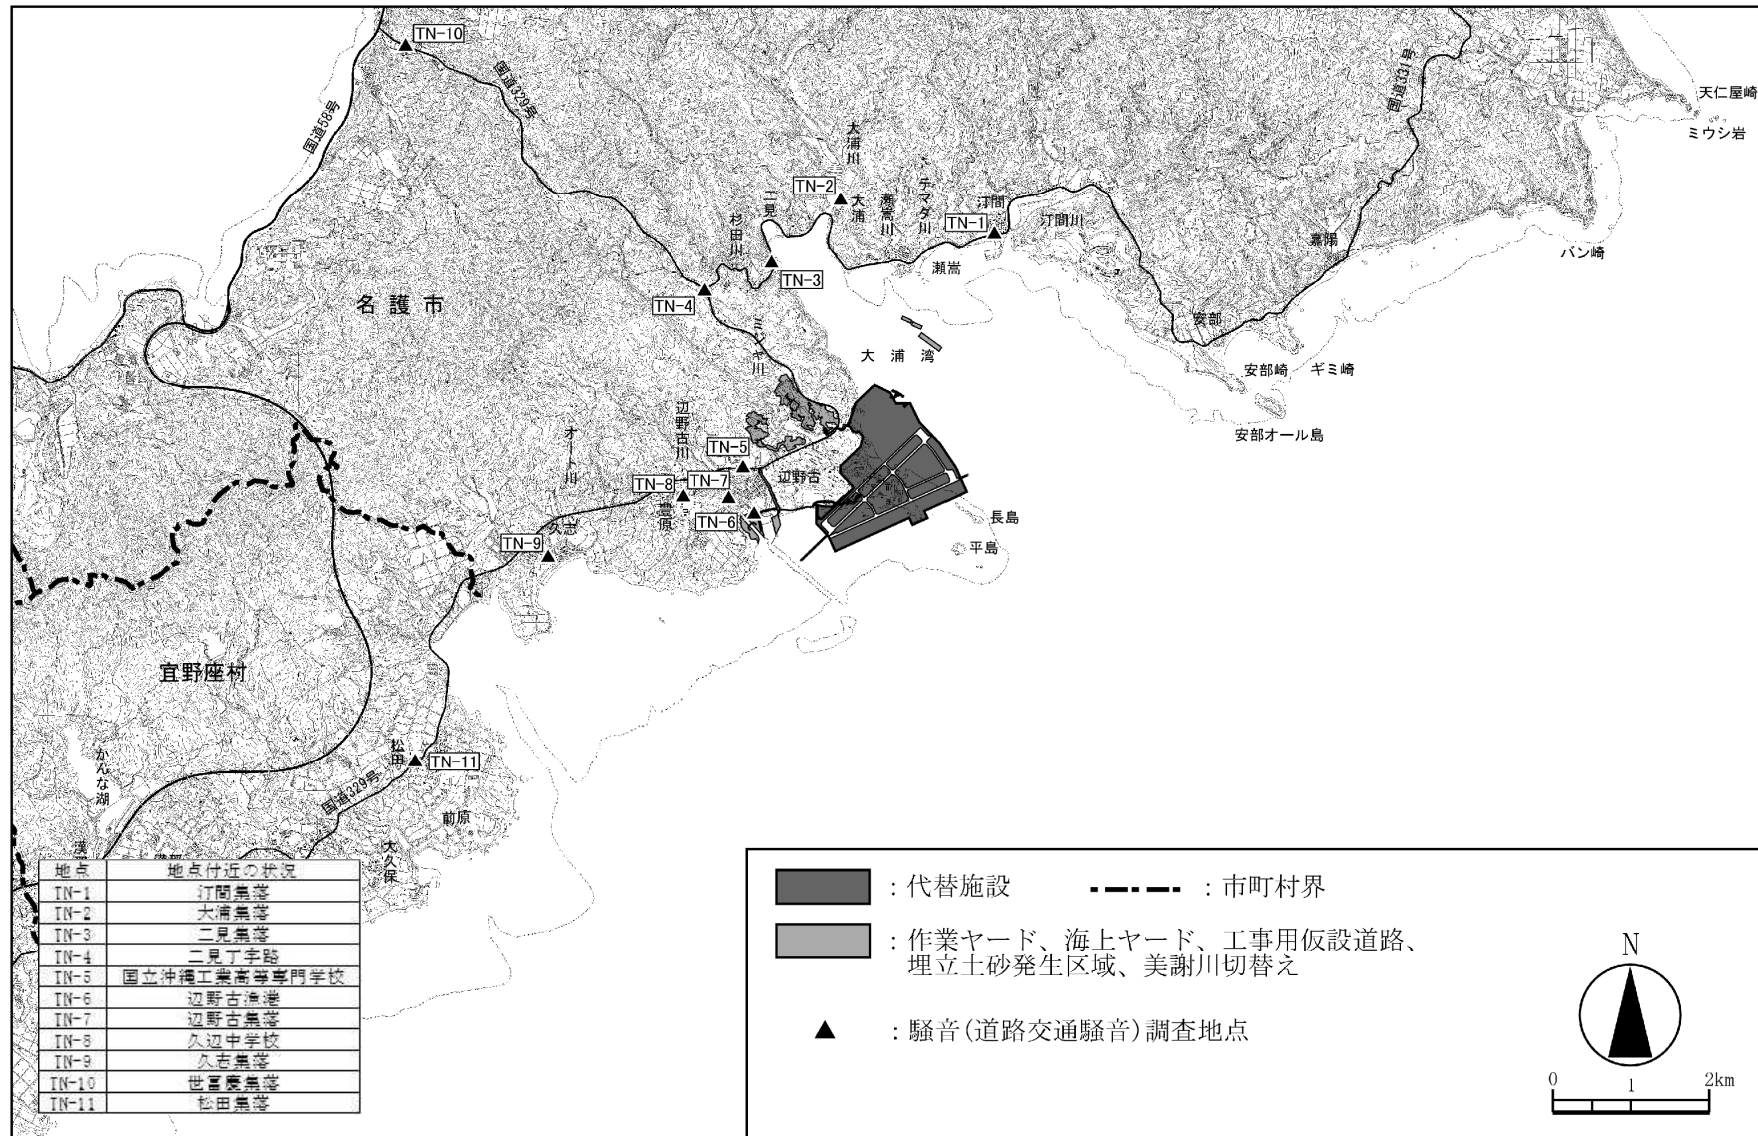 TN-10
国道329号
国道58号
国道331号
天仁屋崎
ミウシ岩
バン崎
大浦川
TN-2
大浦
瀬嵩川
テマダ川
汀間
TN-1
汀間川
嘉陽
二見
杉田川
瀬嵩
TN-3
TN-4
名護市
安部
大浦湾
安部崎
ギミ崎
安部オール島
辺野古川
オート川
TN-5
TN-7
TN-8
辺野古
豊原
TN-6
久志
TN-9
長島
平島
宜野座村
かんな湖
松田
TN-11
国道329号
前原
大久保
地点 地点付近の状況
TN-1 汀間集落
TN-2 大浦集落
TN-3 二見集落
TN-4 二見丁字路
TN-5 国立沖縄工業高等専門学校
TN-6 辺野古漁港
TN-7 辺野古集落
TN-8 久辺中学校
TN-9 久志集落
TN-10 世冨慶集落
TN-11 松田集落
：代替施設
：市町村界
：作業ヤード、海上ヤード、工事用仮設道路、
埋立土砂発生区域、美謝川切替え
：騒音(道路交通騒音)調査地点
N
0 1 2km